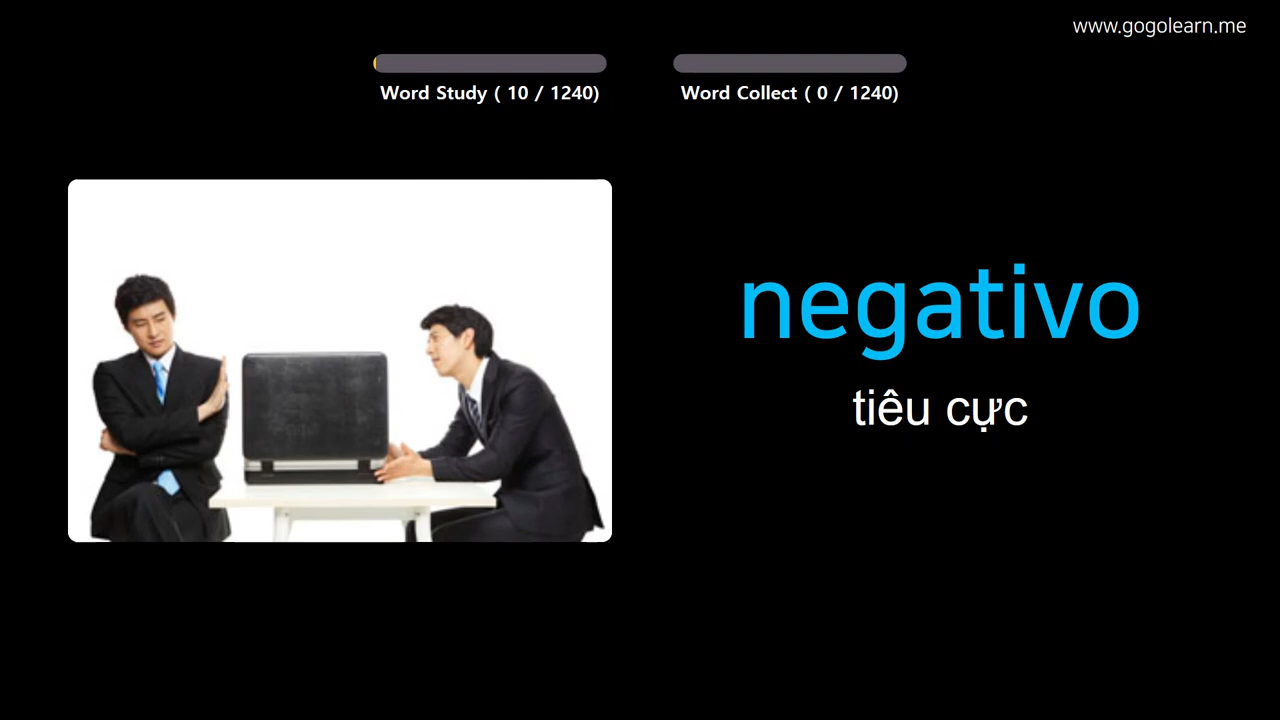 www.gogolearn.me
Word Study ( 10 / 1240)
Word Collect ( 0 / 1240)
negativo
tiêu cực